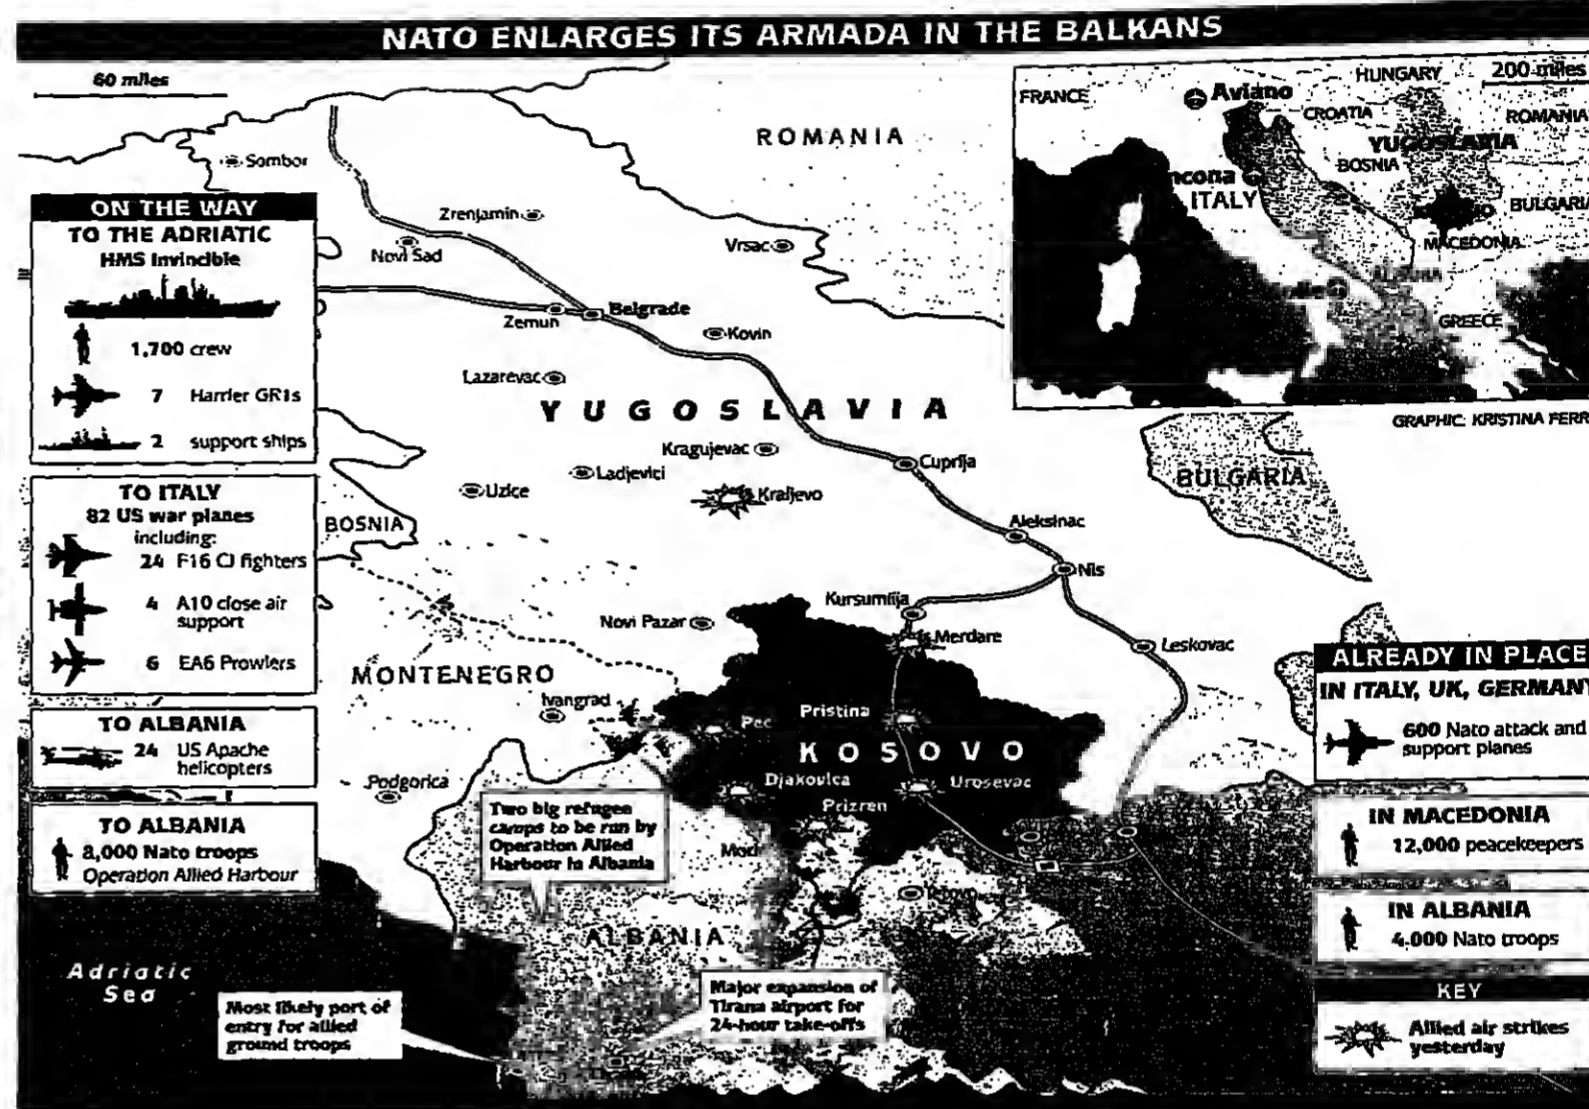 NATO ENLARGES ITS ARMADA IN THE BALKANS
60 miles
ROMANIA
Sombor
Zrenjamin
Novi Sad
Vrsac
Zemun
Belgrade
Kovin
Lazarevac
YUGOSLAVIA
Kragujevac
Cuprija
Ladjevici
Uzice
Kraljevo
BOSNIA
BULGARIA
Aleksinac
Nis
Kursumlija
Novi Pazar
Merdare
Leskovac
MONTENEGRO
Ivangrad
Pec
Pristina
KOSOVO
Djakovica
Urosevac
Prizren
Podgorica
ALBANIA
Adriatic
Sea
Two big refugee
camps to be run by
Operation Allied
Harbour in Albania
Major expansion of
Tirana airport for
24-hour take-offs
Most likely port of
entry for allied
ground troops
ON THE WAY
TO THE ADRIATIC
HMS Invincible
1,700 crew
7 Harrier GR1s
2 support ships
TO ITALY
82 US war planes
including:
24 F16 CJ fighters
4 A10 close air
support
6 EA6 Prowlers
TO ALBANIA
24 US Apache
helicopters
TO ALBANIA
8,000 Nato troops
Operation Allied Harbour
200 miles
FRANCE
Aviano
HUNGARY
CROATIA
ROMANIA
YUGOSLAVIA
BOSNIA
ncona
ITALY
BULGARIA
MACEDONIA
ALBANIA
GREECE
GRAPHIC: KRISTINA FERR
ALREADY IN PLACE
IN ITALY, UK, GERMANY
600 Nato attack and
support planes
IN MACEDONIA
12,000 peacekeepers
IN ALBANIA
4,000 Nato troops
KEY
Allied air strikes
yesterday